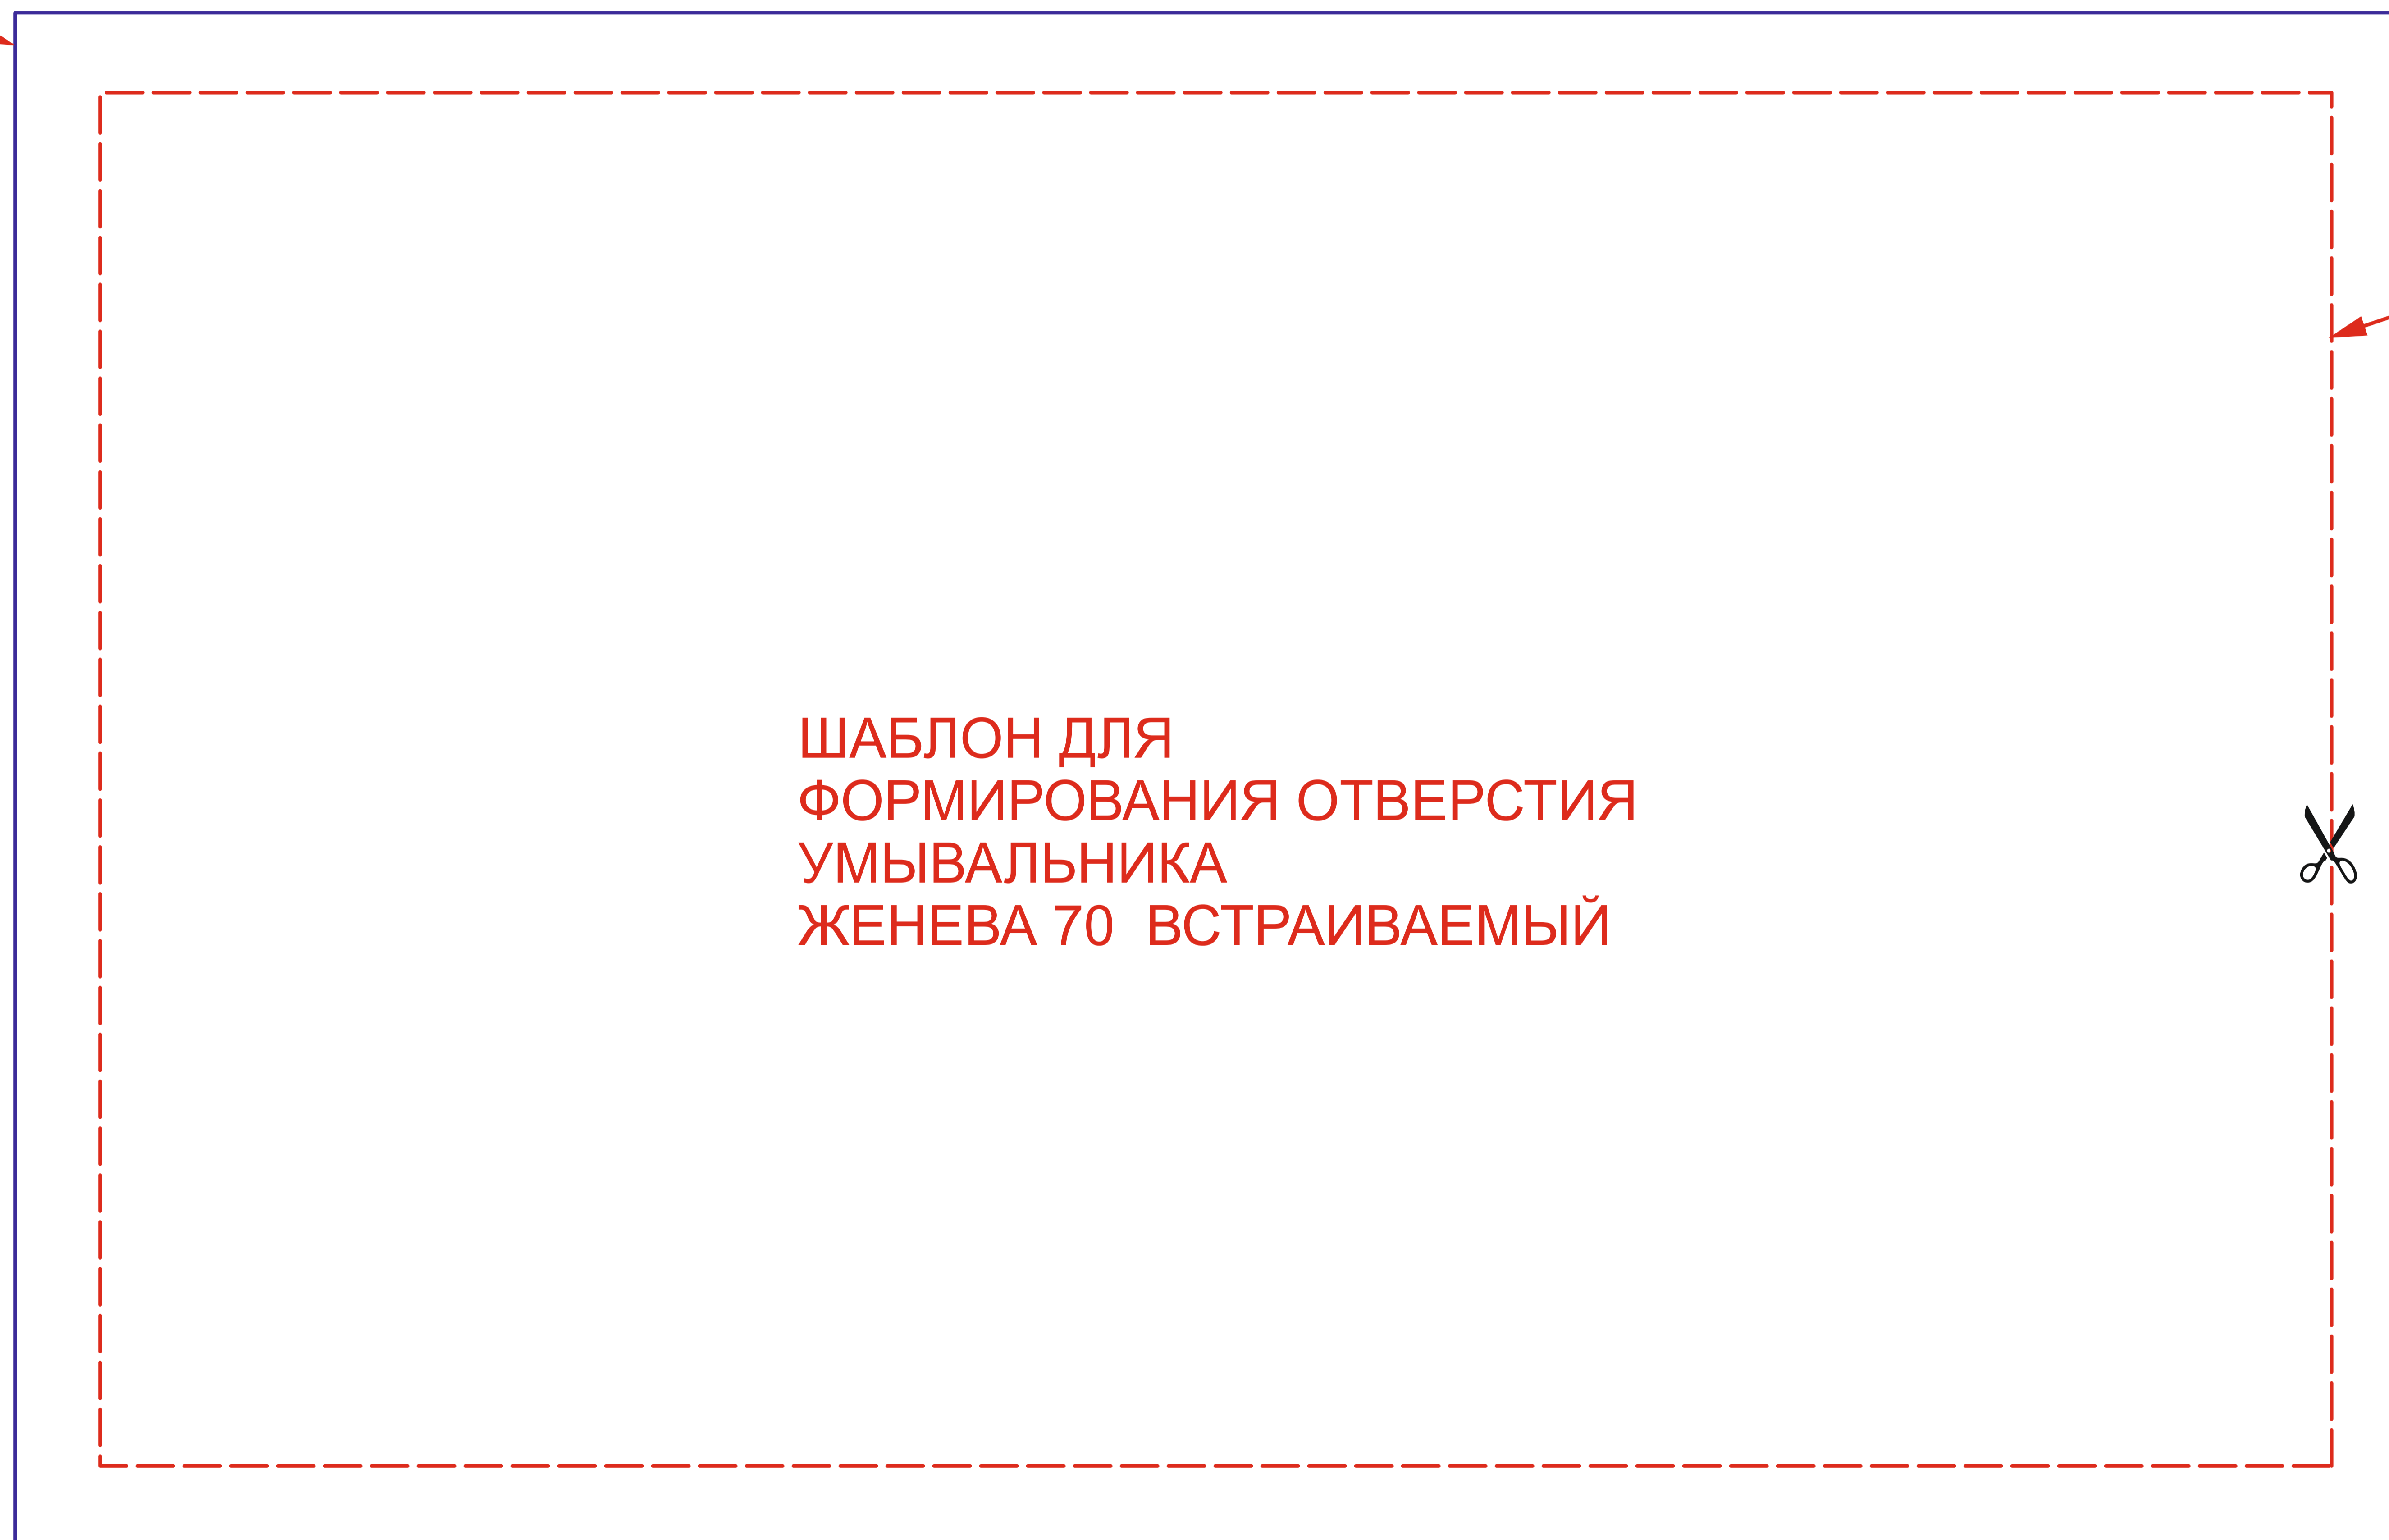 ШАБЛОН ДЛЯ
ФОРМИРОВАНИЯ ОТВЕРСТИЯ
УМЫВАЛЬНИКА
ЖЕНЕВА 70 ВСТРАИВАЕМЫЙ